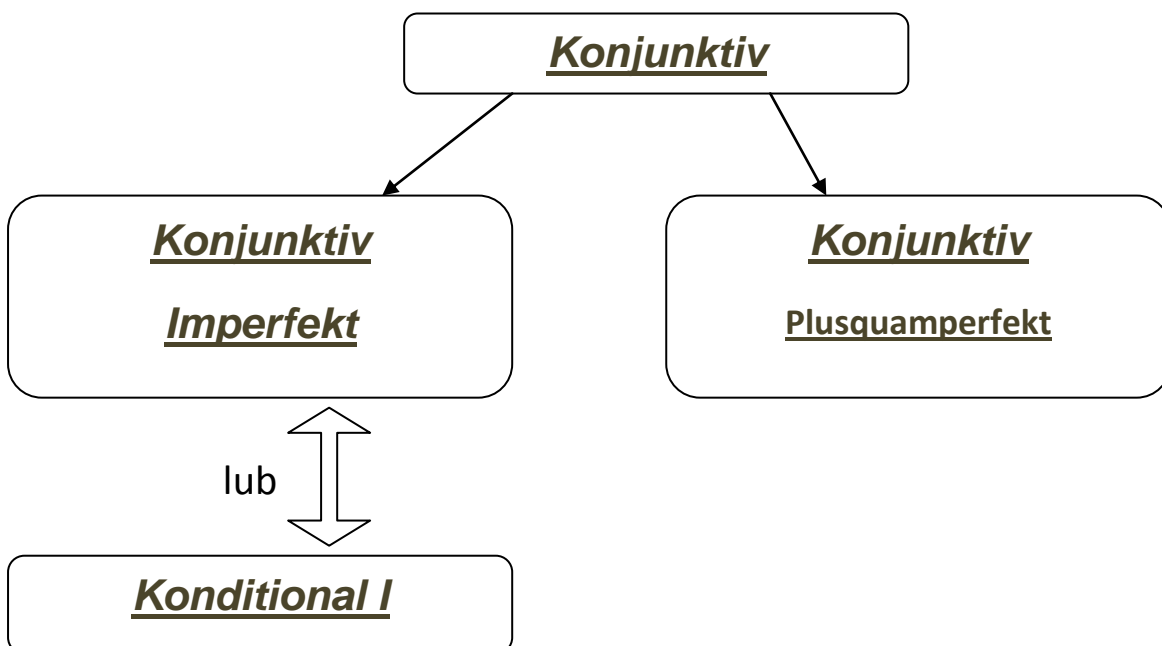 Konjunktiv
Konjunktiv
Imperfekt
Konjunktiv
Plusquamperfekt
lub
Konditional I